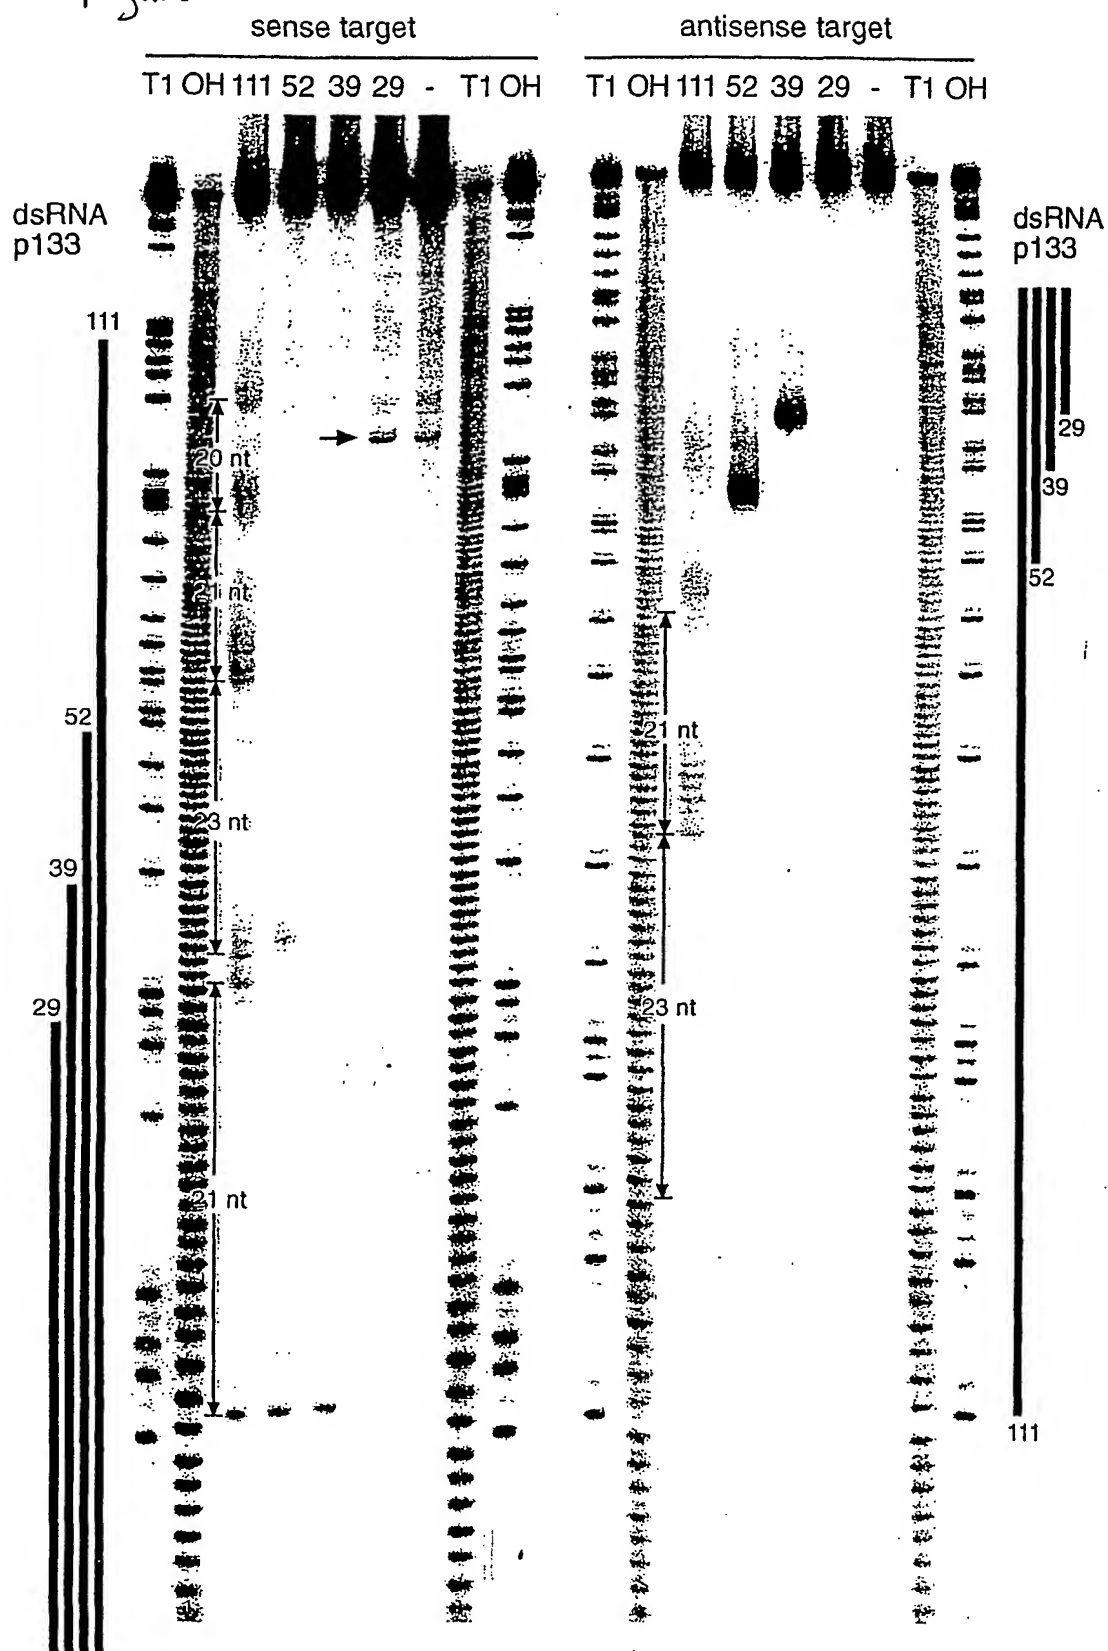 sense target
antisense target
T1 OH 111 52 39 29 - T1 OH
T1 OH 111 52 39 29 - T1 OH
dsRNA
p133
dsRNA
p133
111
20 nt
29
39
21 nt
52
52
21 nt
23 nt
39
29
23 nt
21 nt
111